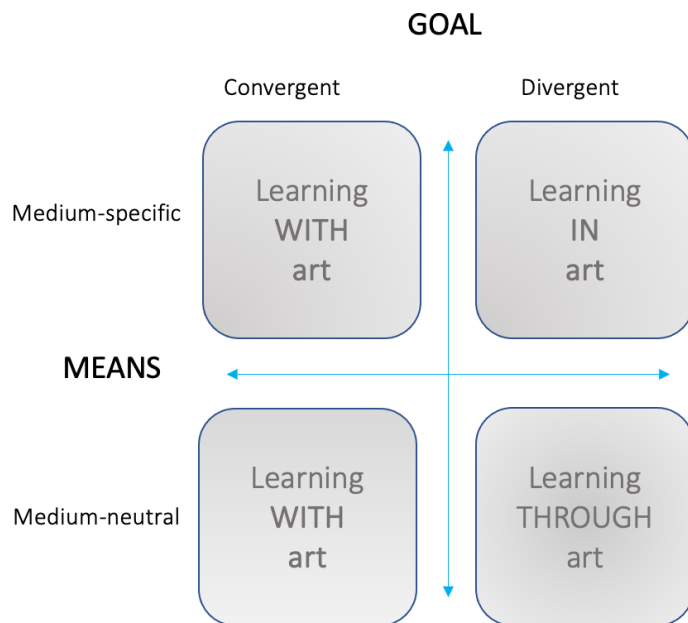 GOAL
Convergent
Divergent
Medium-specific
Learning
WITH
art
Learning
IN
art
MEANS
Medium-neutral
Learning
WITH
art
Learning
THROUGH
art